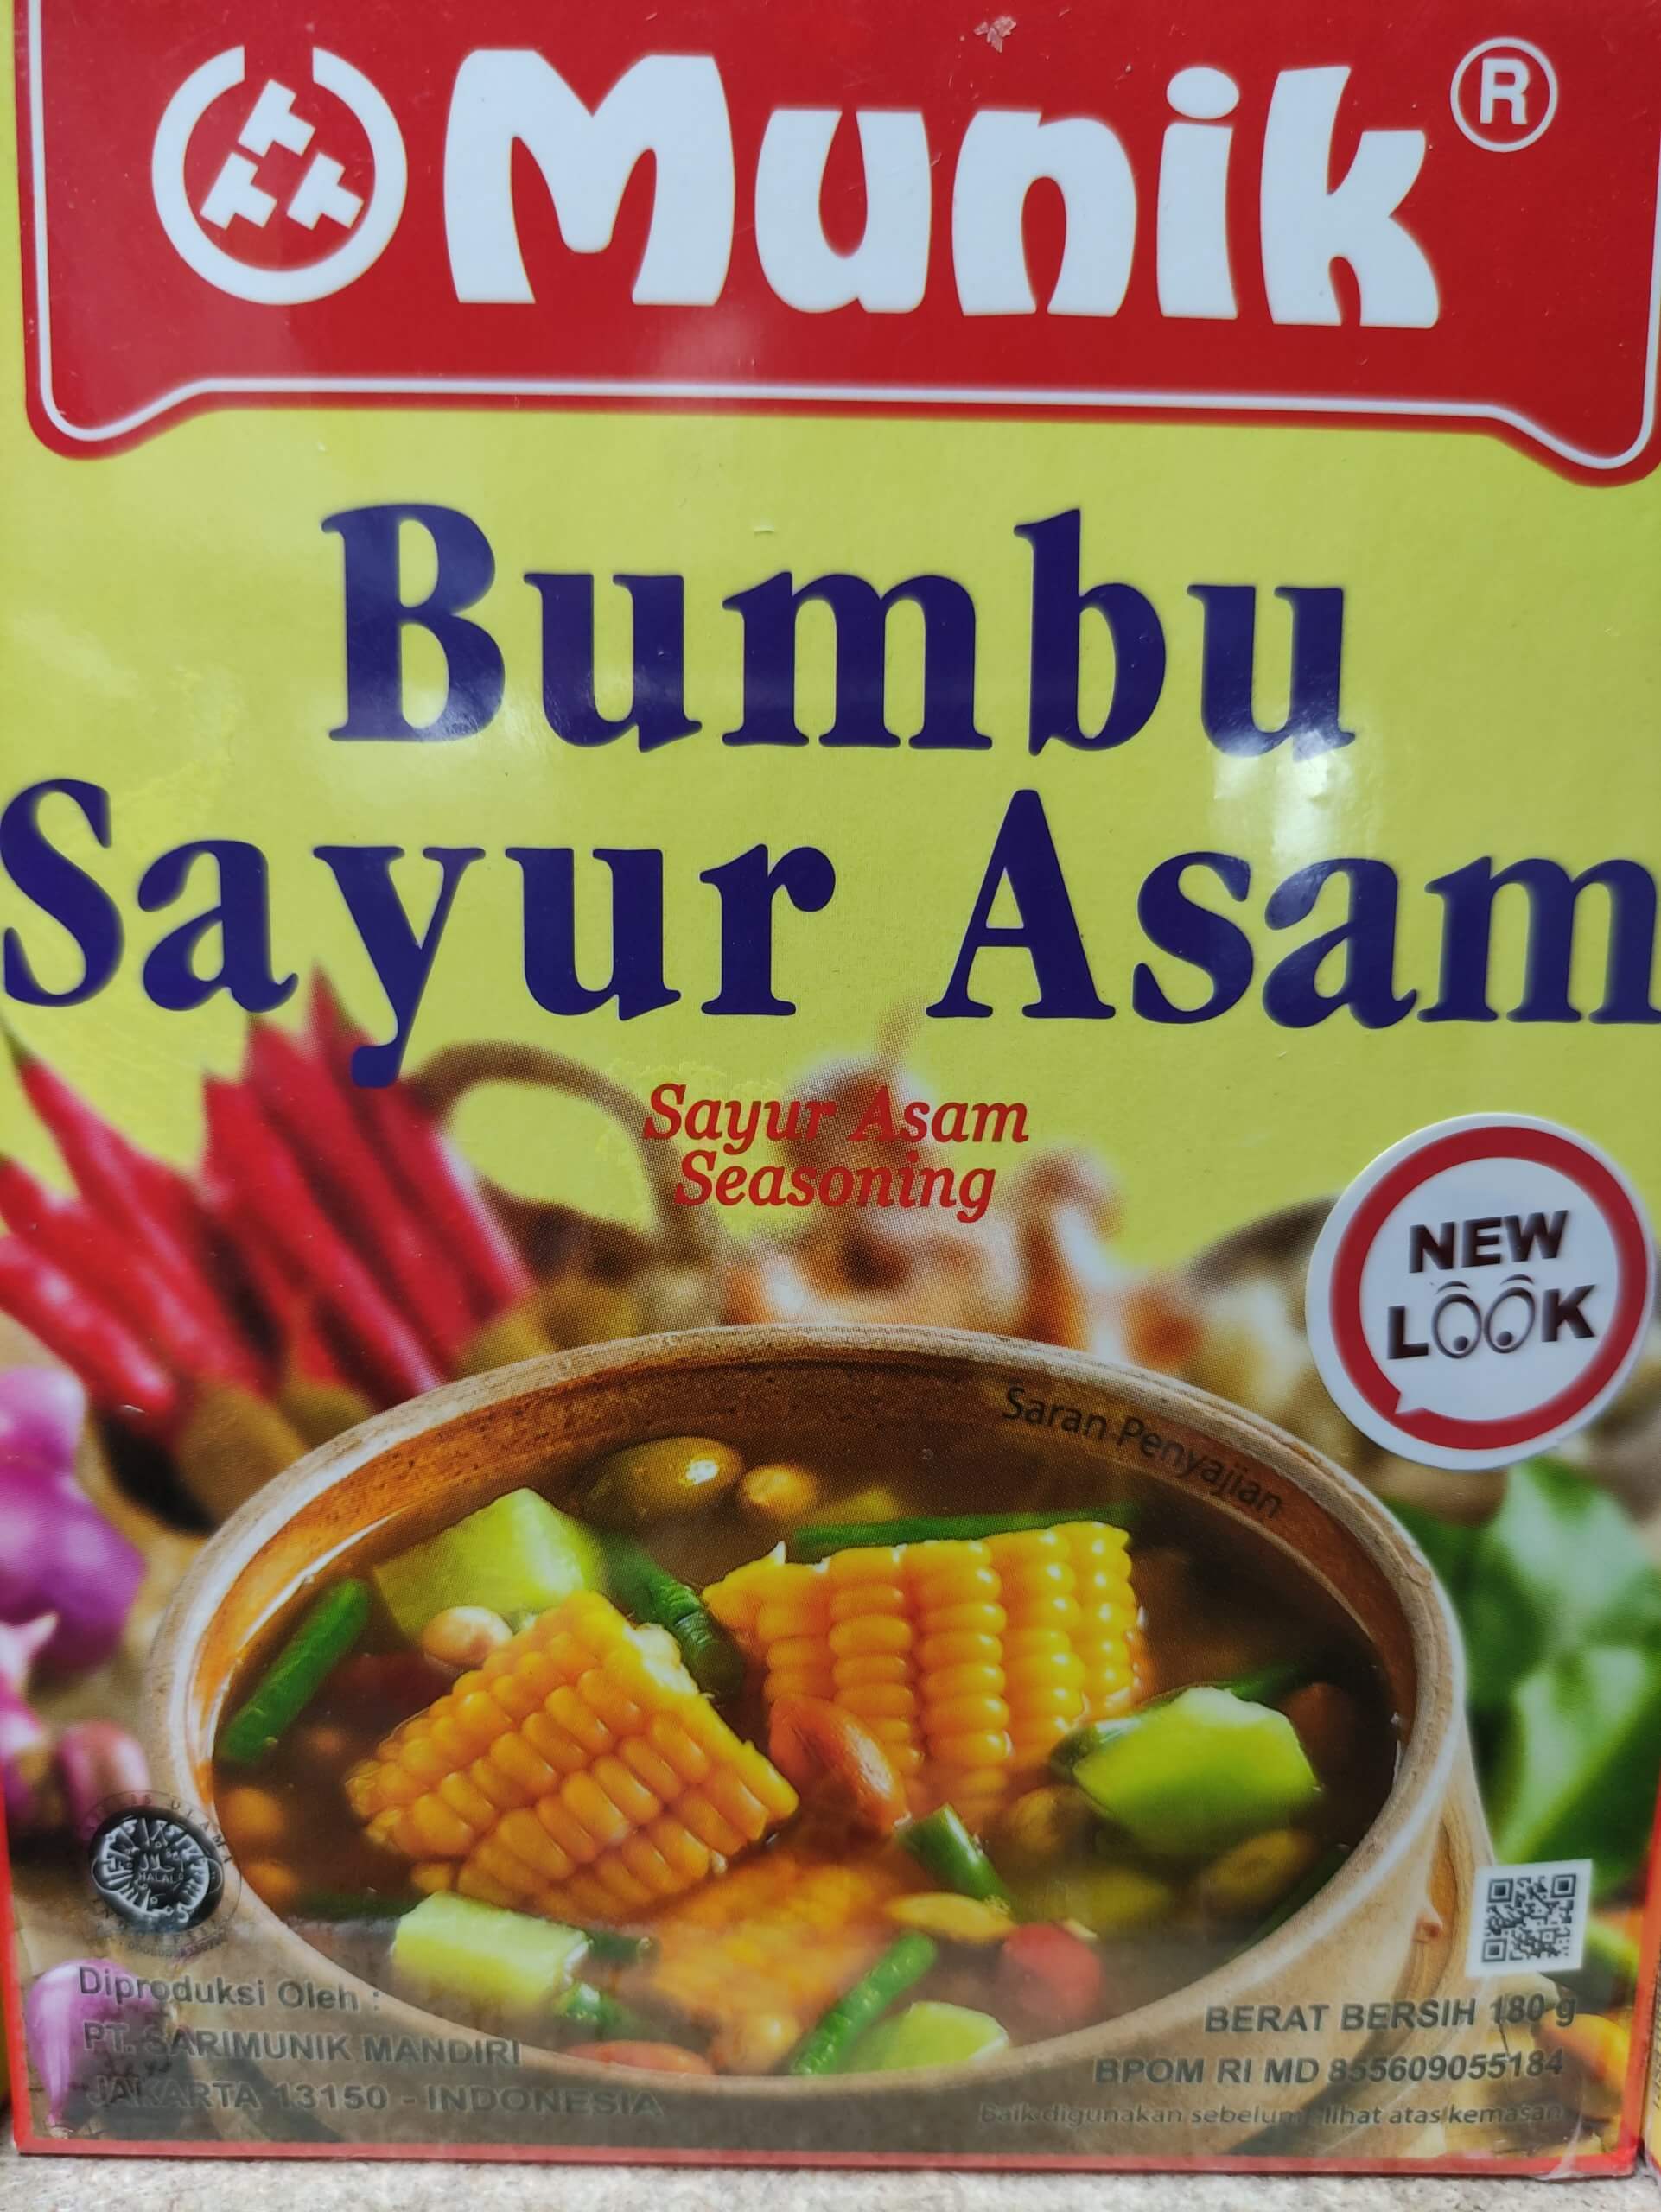 Munik®
Bumbu
Sayur Asam
Sayur Asam
Seasoning
NEW
LOOK
Saran Penyajian
HALAL
Diproduksi Oleh :
PT. SARIMUNIK MANDIRI
JAKARTA 13150 - INDONESIA
BERAT BERSIH 180 g
BPOM RI MD 855609055184
Baik digunakan sebelum lihat atas kemasan